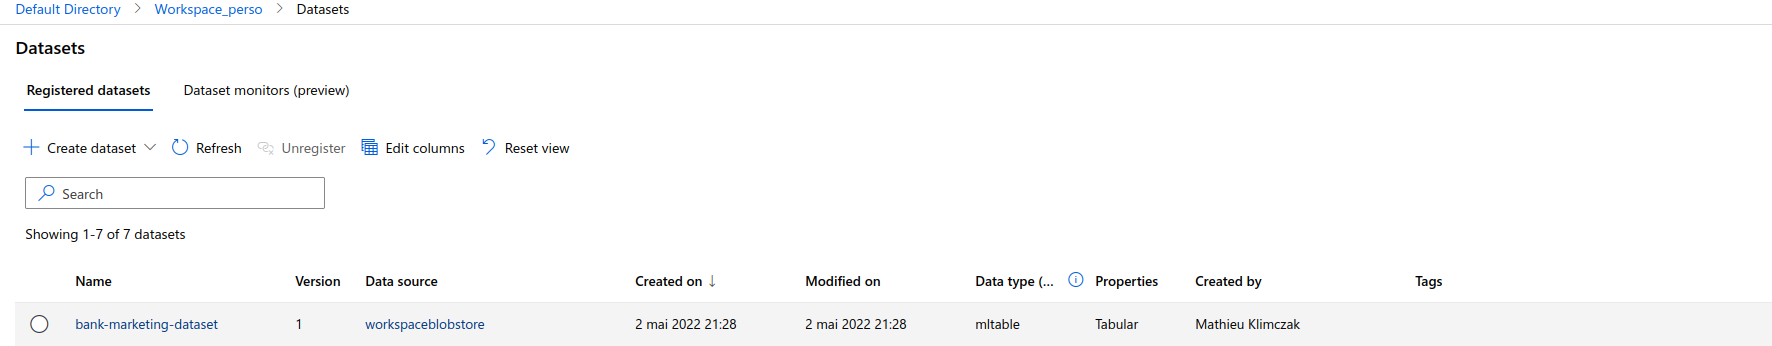 Default Directory > Workspace_perso > Datasets
Datasets
Registered datasets Dataset monitors (preview)
Create dataset Refresh Unregister Edit columns Reset view
Search
Showing 1-7 of 7 datasets
Name Version Data source Created on ↓ Modified on Data type (... Properties Created by Tags
bank-marketing-dataset 1 workspaceblobstore 2 mai 2022 21:28 2 mai 2022 21:28 mltable Tabular Mathieu Klimczak